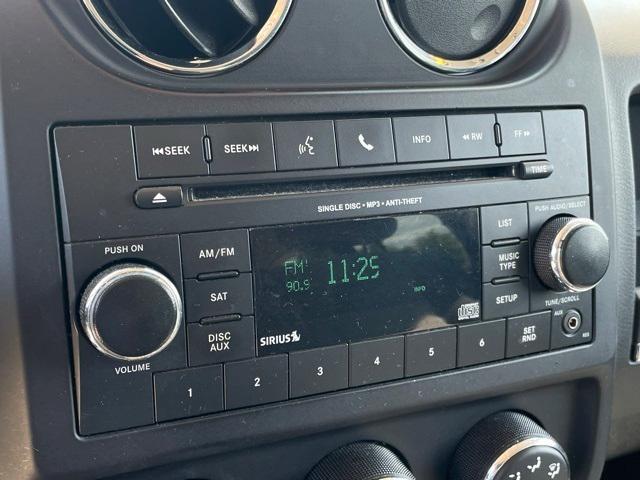 SEEK
SEEK
INFO
RW
FF
TIME
SINGLE DISC • MP3 • ANTI-THEFT
PUSH ON
AM/FM
SAT
DISC
AUX
VOLUME
FM
90.9
11:25
INFO
SIRIUS
LIST
MUSIC
TYPE
SETUP
PUSH AUDIO/SELECT
TUNE/SCROLL
AUX
SET
RND
1
2
3
4
5
6